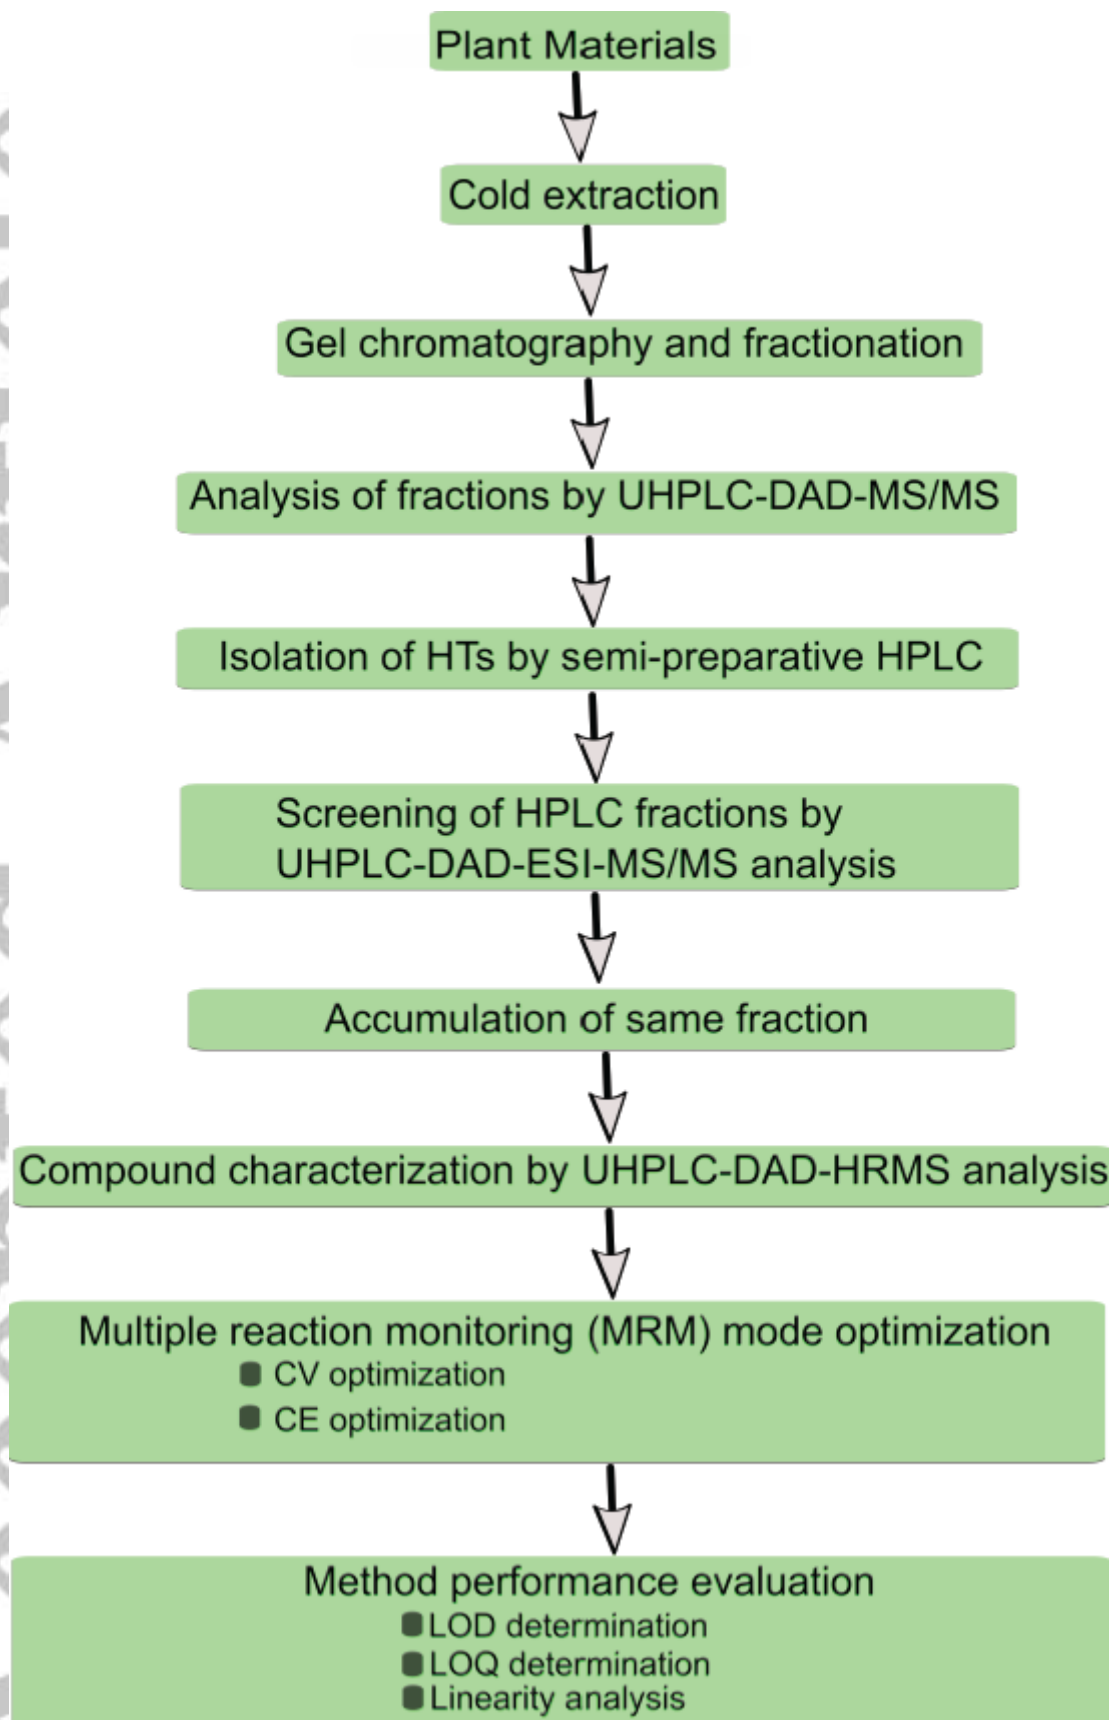 Plant Materials
Cold extraction
Gel chromatography and fractionation
Analysis of fractions by UHPLC-DAD-MS/MS
Isolation of HTs by semi-preparative HPLC
Screening of HPLC fractions by
UHPLC-DAD-ESI-MS/MS analysis
Accumulation of same fraction
Compound characterization by UHPLC-DAD-HRMS analysis
Multiple reaction monitoring (MRM) mode optimization
CV optimization
CE optimization
Method performance evaluation
LOD determination
LOQ determination
Linearity analysis